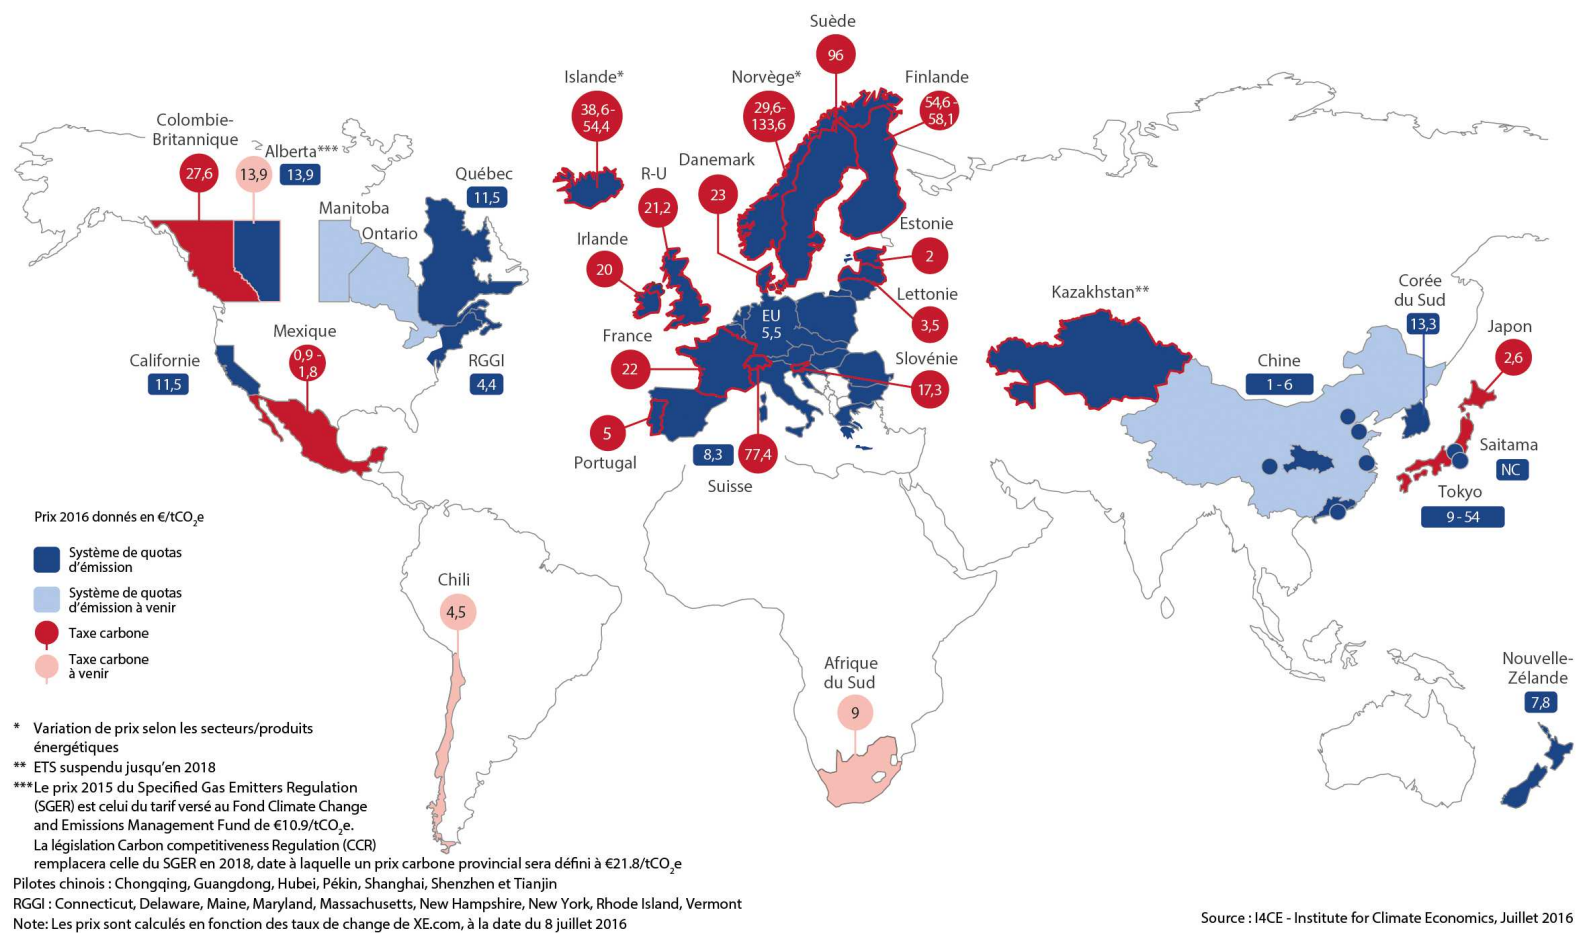 Suède
96
Islande*
38,6-
54,4
Norvège*
29,6-
133,6
Finlande
54,6 -
58,1
Colombie-
Britannique
27,6
Alberta***
13,9
13,9
Québec
11,5
Manitoba
Ontario
R-U
21,2
Danemark
23
Irlande
20
Estonie
2
Lettonie
3,5
EU
5,5
France
22
Slovénie
17,3
Portugal
5
8,3
77,4
Suisse
Mexique
0,9 -
1,8
Californie
11,5
RGGI
4,4
Kazakhstan**
Chine
1 - 6
Corée
du Sud
13,3
Japon
2,6
Saitama
NC
Tokyo
9 - 54
Chili
4,5
Afrique
du Sud
9
Nouvelle-
Zélande
7,8
Prix 2016 donnés en €/tCO2e
Système de quotas
d'émission
Système de quotas
d'émission à venir
Taxe carbone
Taxe carbone
à venir
* Variation de prix selon les secteurs/produits
énergétiques
** ETS suspendu jusqu'en 2018
***Le prix 2015 du Specified Gas Emitters Regulation
(SGER) est celui du tarif versé au Fond Climate Change
and Emissions Management Fund de €10.9/tCO2e.
La législation Carbon competitiveness Regulation (CCR)
remplacera celle du SGER en 2018, date à laquelle un prix carbone provincial sera défini à €21.8/tCO2e
Pilotes chinois : Chongqing, Guangdong, Hubei, Pékin, Shanghai, Shenzhen et Tianjin
RGGI : Connecticut, Delaware, Maine, Maryland, Massachusetts, New Hampshire, New York, Rhode Island, Vermont
Note: Les prix sont calculés en fonction des taux de change de XE.com, à la date du 8 juillet 2016
Source : I4CE - Institute for Climate Economics, Juillet 2016